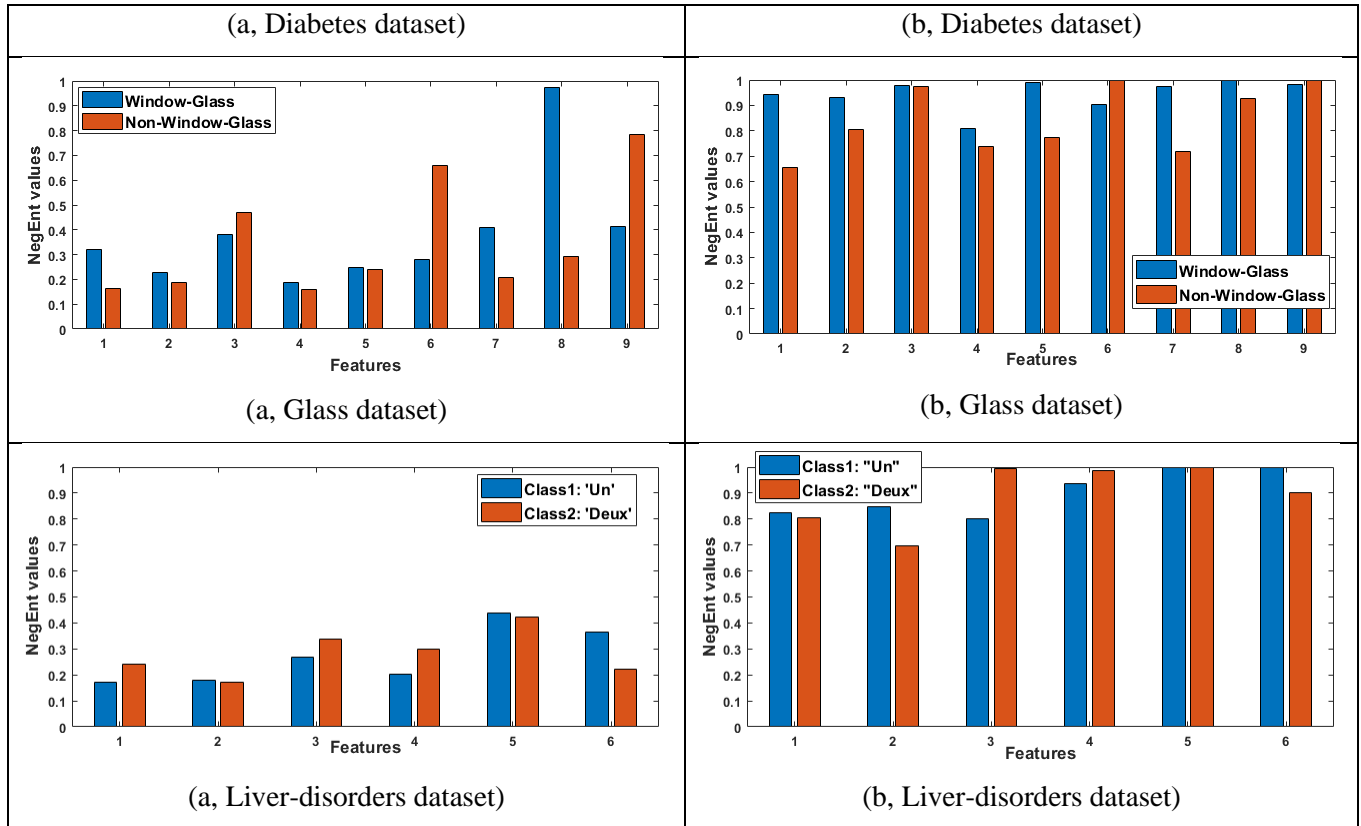 (a, Diabetes dataset)
(b, Diabetes dataset)
1
0.9
0.8
0.7
0.6
0.5
0.4
0.3
0.2
0.1
0
NegEnt values
Window-Glass
Non-Window-Glass
1 2 3 4 5 6 7 8 9
Features
(a, Glass dataset)
1
0.9
0.8
0.7
0.6
0.5
0.4
0.3
0.2
0.1
0
NegEnt values
Window-Glass
Non-Window-Glass
1 2 3 4 5 6 7 8 9
Features
(b, Glass dataset)
1
0.9
0.8
0.7
0.6
0.5
0.4
0.3
0.2
0.1
0
NegEnt values
Class1: 'Un'
Class2: 'Deux'
1 2 3 4 5 6
Features
(a, Liver-disorders dataset)
1
0.9
0.8
0.7
0.6
0.5
0.4
0.3
0.2
0.1
0
NegEnt values
Class1: "Un"
Class2: "Deux"
1 2 3 4 5 6
Features
(b, Liver-disorders dataset)